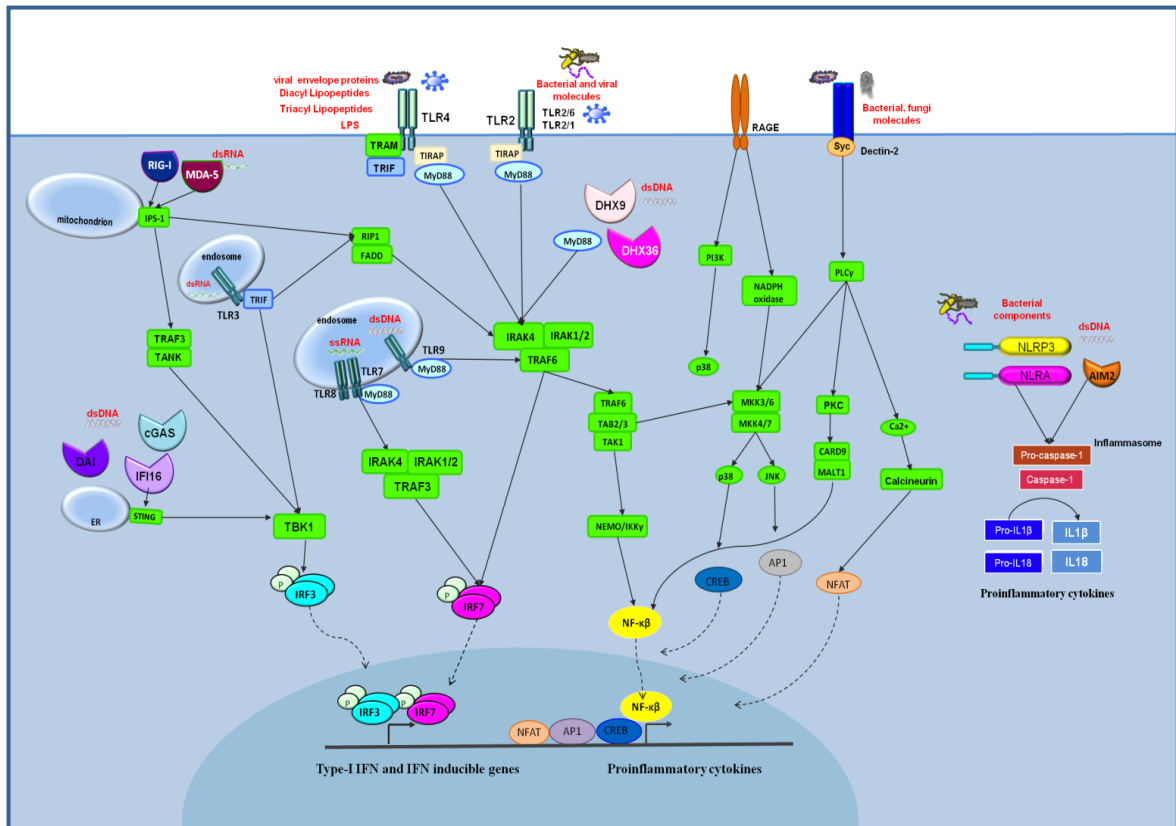 viral envelope proteins
Diacyl Lipopeptides
Triacyl Lipopeptides
LPS
TLR4
TRAM
TRIF
TIRAP
MyD88
Bacterial and viral
molecules
TLR2
TLR2/6
TLR2/1
TIRAP
MyD88
RAGE
Bacterial, fungi
molecules
Syc
Dectin-2
RIG-I
MDA-5
dsRNA
mitochondrion
IPS-1
RIP1
FADD
endosome
dsRNA
TLR3
TRIF
TRAF3
TANK
DHX9
dsDNA
MyD88
DHX36
PI3K
NADPH
oxidase
PLCγ
p38
endosome
dsDNA
ssRNA
TLR9
MyD88
TLR7
TLR8
MyD88
IRAK4
IRAK1/2
TRAF6
IRAK4
IRAK1/2
TRAF3
TRAF6
TAB2/3
TAK1
MKK3/6
MKK4/7
PKC
Ca2+
p38
JNK
CARD9
MALT1
Calcineurin
NEMO/IKKγ
Bacterial
components
dsDNA
NLRP3
NLRA
AIM2
Inflammasome
Pro-caspase-1
Caspase-1
Pro-IL1β
IL1β
Pro-IL18
IL18
Proinflammatory cytokines
dsDNA
cGAS
DAI
IFI16
ER
STING
TBK1
P
IRF3
P
IRF7
NF-κβ
CREB
AP1
NFAT
P
IRF3
P
IRF7
NF-κβ
NFAT
AP1
CREB
Type-I IFN and IFN inducible genes
Proinflammatory cytokines